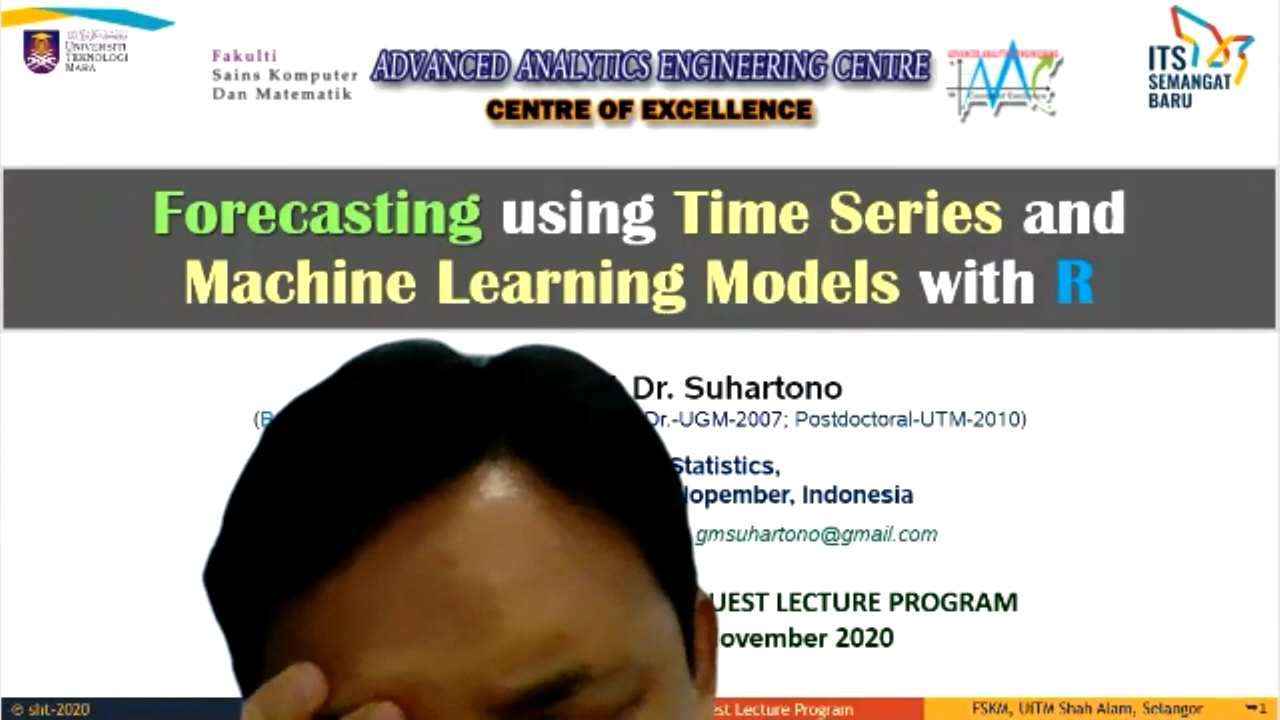 UNIVERSITI
TEKNOLOGI
MARA
Fakulti
Sains Komputer
Dan Matematik
ADVANCED ANALYTICS ENGINEERING CENTRE
CENTRE OF EXCELLENCE
ITS
SEMANGAT
BARU
Forecasting using Time Series and
Machine Learning Models with R
Dr. Suhartono
Dr.-UGM-2007; Postdoctoral-UTM-2010)
Statistics,
Nopember, Indonesia
gmsuhartono@gmail.com
UEST LECTURE PROGRAM
ovember 2020
© sht-2020
st Lecture Program
FSKM, UiTM Shah Alam, Selangor
1